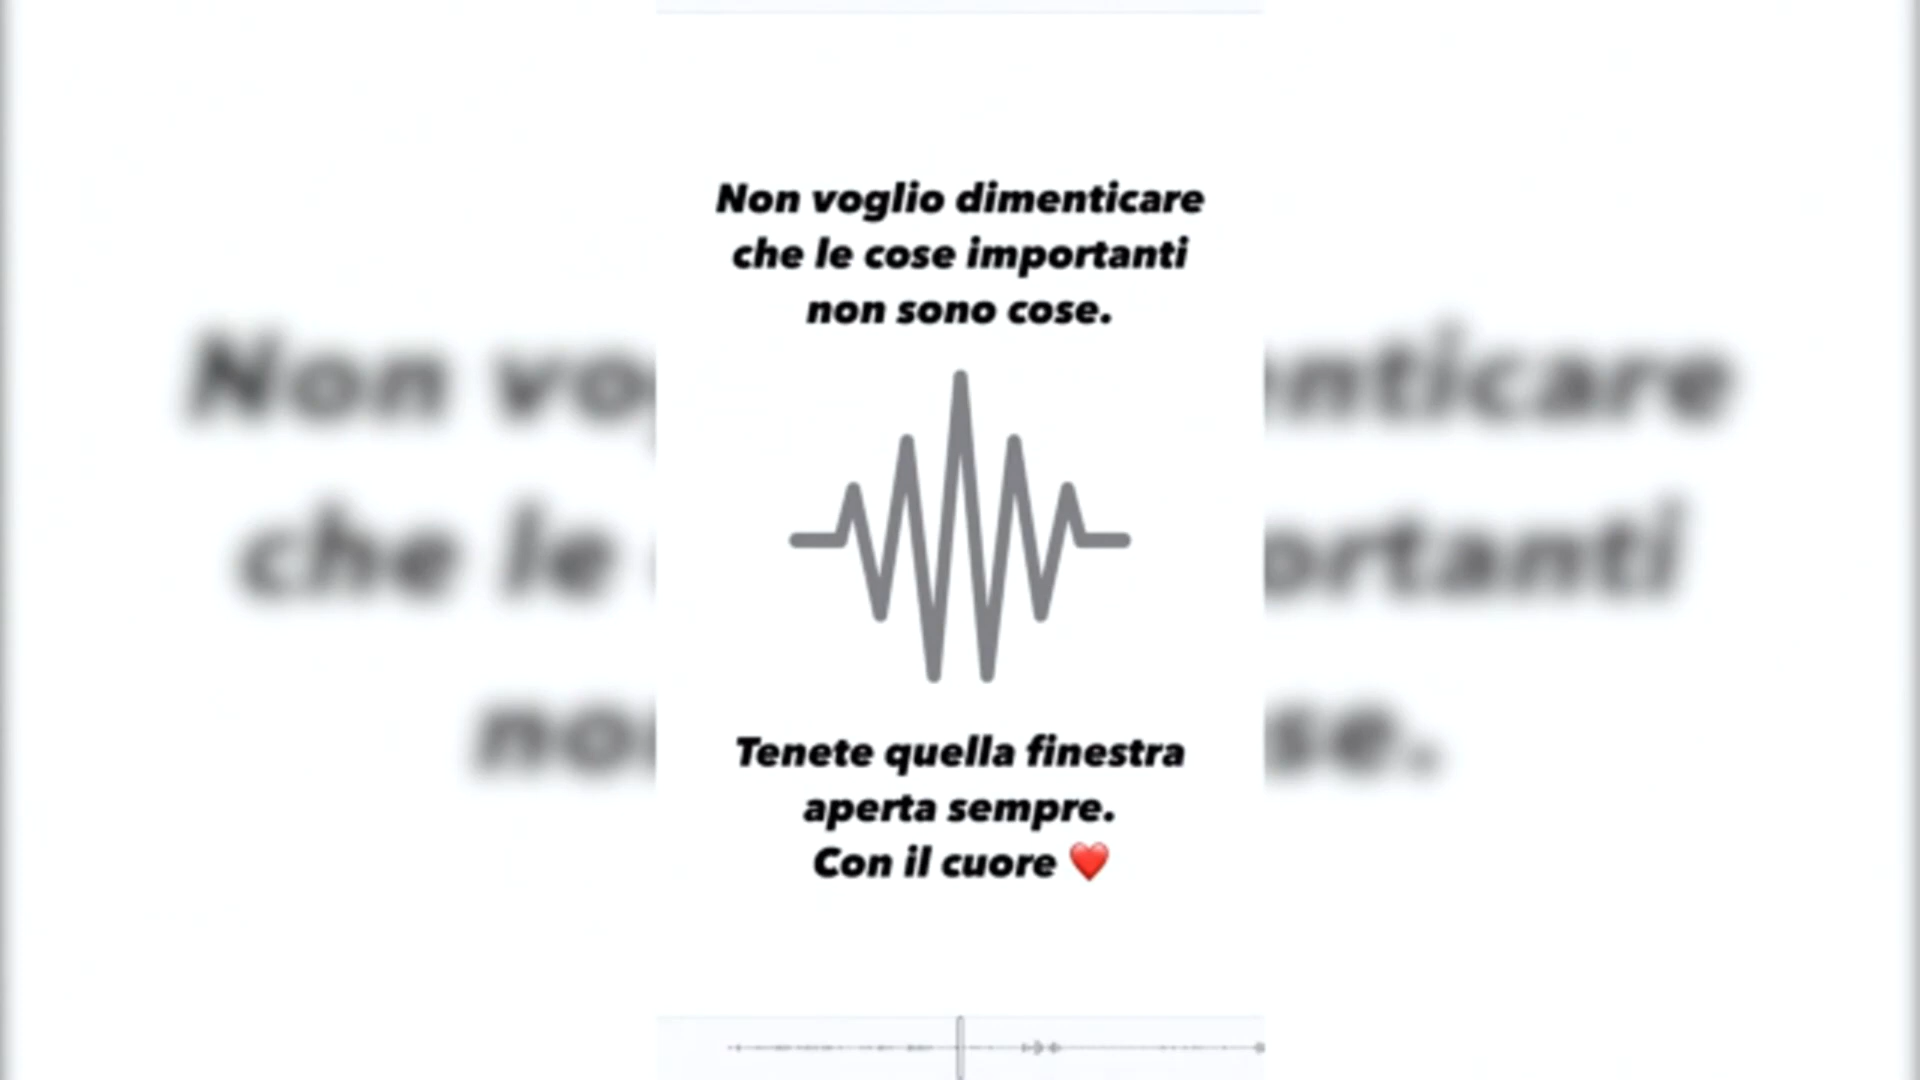 Non voglio dimenticare
che le cose importanti
non sono cose.
Tenete quella finestra
aperta sempre.
Con il cuore ❤️